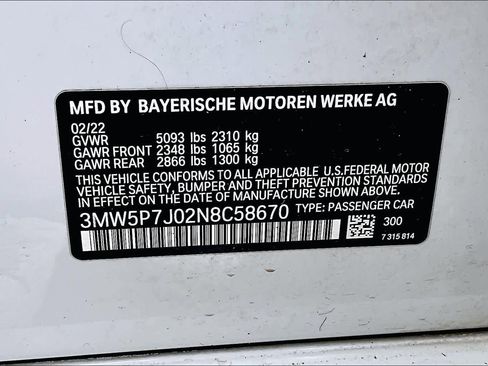 MFD BY BAYERISCHE MOTOREN WERKE AG
02/22
GVWR 5093 lbs 2310 kg
GAWR FRONT 2348 lbs 1065 kg
GAWR REAR 2866 lbs 1300 kg
THIS VEHICLE CONFORMS TO ALL APPLICABLE U.S.FEDERAL MOTOR
VEHICLE SAFETY, BUMPER AND THEFT PREVENTION STANDARDS
IN EFFECT ON THE DATE OF MANUFACTURE SHOWN ABOVE.
3MW5P7J02N8C58670 TYPE: PASSENGER CAR
300
7 315 814